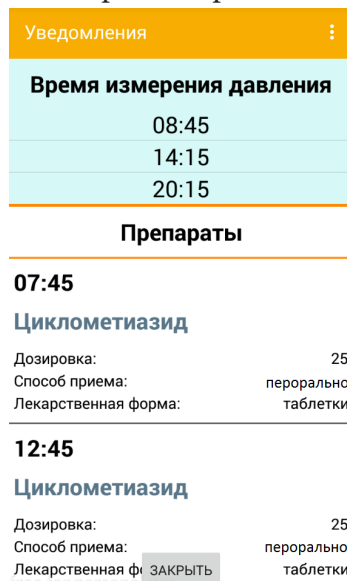 Уведомления
Время измерения давления
08:45
14:15
20:15
Препараты
07:45
Циклометиазид
Дозировка: 25
Способ приема: перорально
Лекарственная форма: таблетки
12:45
Циклометиазид
Дозировка: 25
Способ приема: перорально
Лекарственная ф ЗАКРЫТЬ таблетки